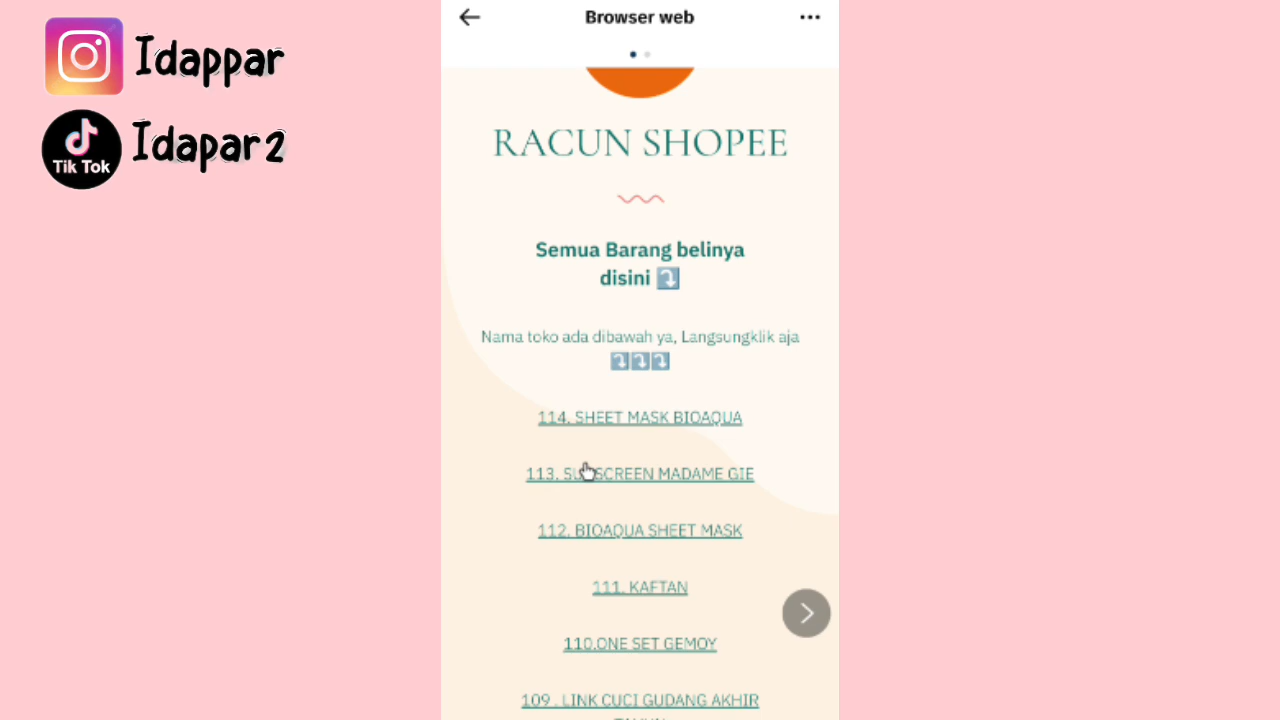 Idappar
Tik Tok
Idapar2
Browser web
RACUN SHOPEE
Semua Barang belinya
disini ⤵️
Nama toko ada dibawah ya, Langsungklik aja
⤵️⤵️⤵️
114. SHEET MASK BIOAQUA
113. SUNSCREEN MADAME GIE
112. BIOAQUA SHEET MASK
111. KAFTAN
110.ONE SET GEMOY
109 . LINK CUCI GUDANG AKHIR